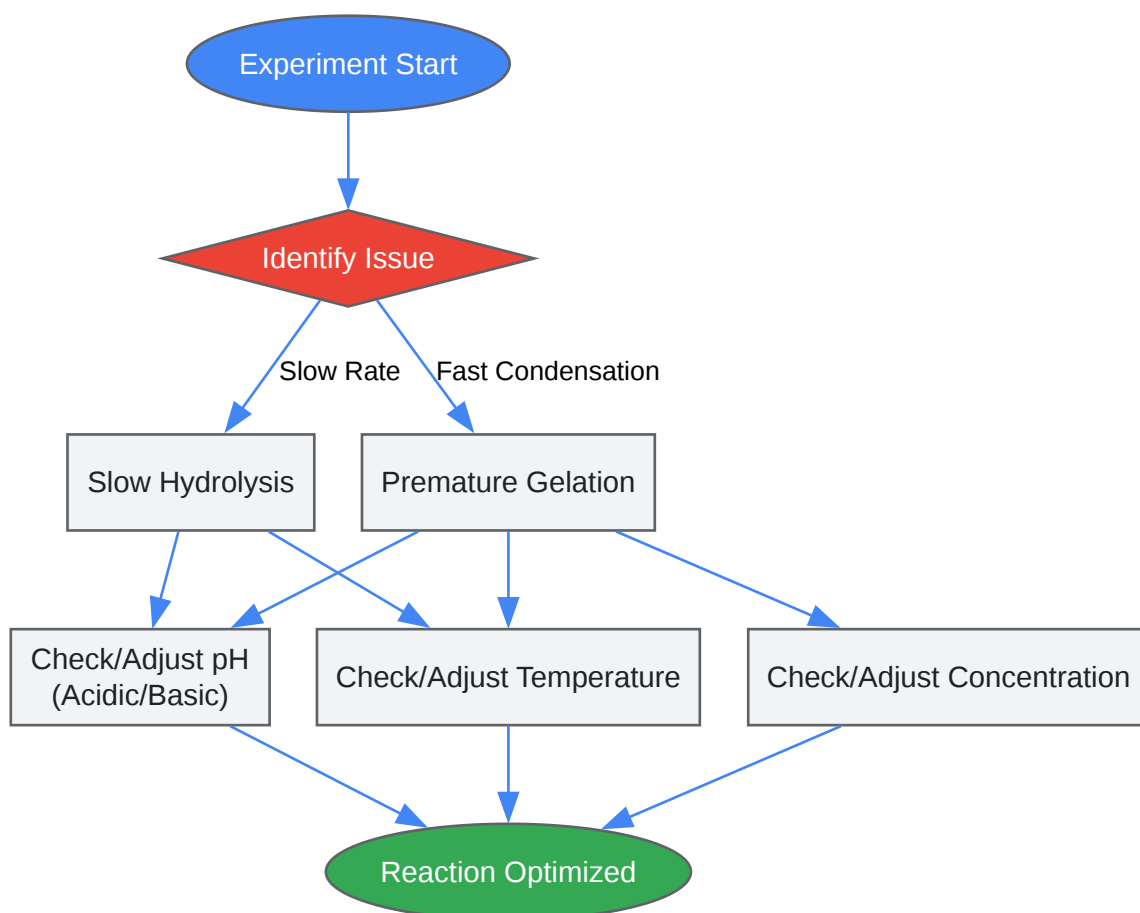 Experiment Start
Identify Issue
Slow Rate
Fast Condensation
Slow Hydrolysis
Premature Gelation
Check/Adjust pH
(Acidic/Basic)
Check/Adjust Temperature
Check/Adjust Concentration
Reaction Optimized